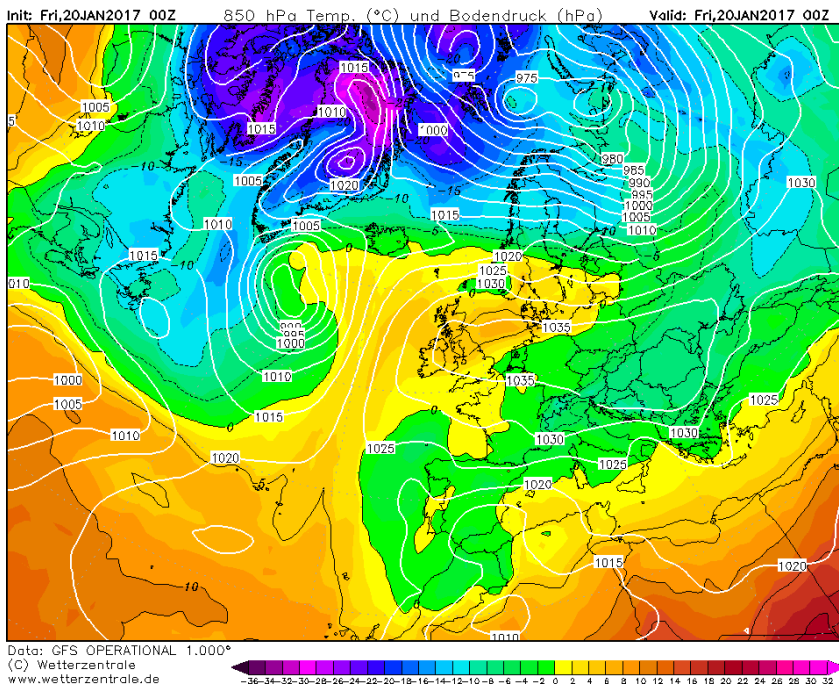 Init: Fri,20JAN2017 00Z 850 hPa Temp. (°C) und Bodendruck (hPa) Valid: Fri,20JAN2017 00Z
1015 975
1005 975
1010 1010
1015 1000
980
985
1005 1020 990 1030
995
1000
1010 1015 1005
1005 1010
1015 1020
1025
010 1030
990 1035
995
1000
1000
1010 1035
1005
1015 1025
1010 1025 1030 1030
1020 1025
1020
1015 1020
1010
Data: GFS OPERATIONAL 1.000°
(C) Wetterzentrale
www.wetterzentrale.de
-36 -34 -32 -30 -28 -26 -24 -22 -20 -18 -16 -14 -12 -10 -8 -6 -4 -2 0 2 4 6 8 10 12 14 16 18 20 22 24 26 28 30 32